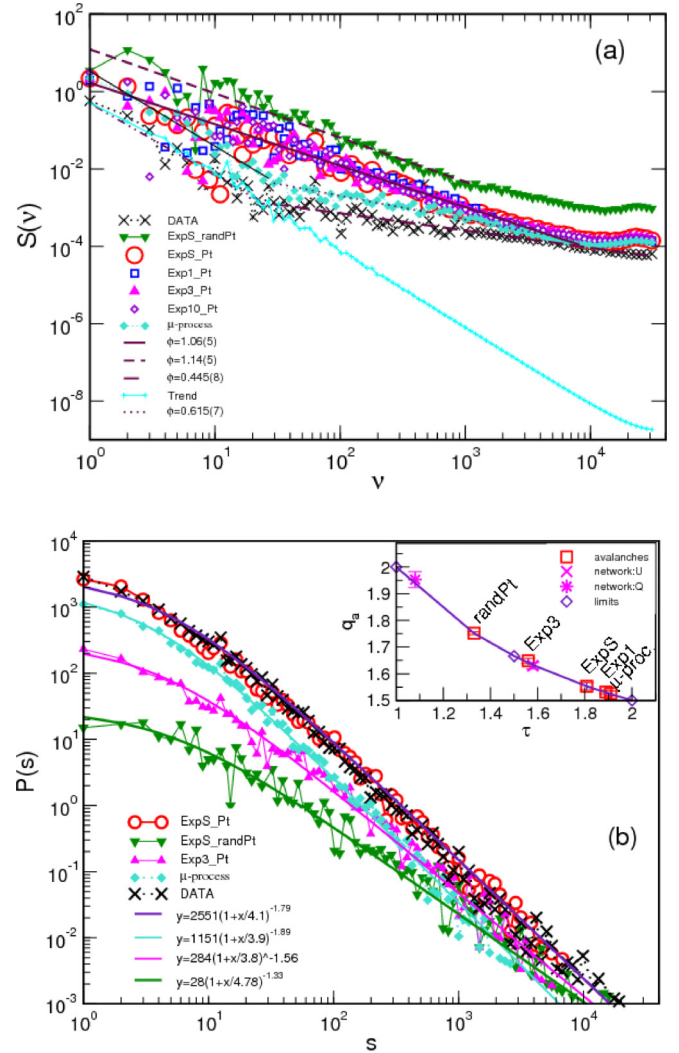 (a)
10^2
10^0
10^-2
10^-4
10^-6
10^-8
S(ν)
DATA
ExpS_randPt
ExpS_Pt
Exp1_Pt
Exp3_Pt
Exp10_Pt
μ-process
ϕ=1.06(5)
ϕ=1.14(5)
ϕ=0.445(8)
Trend
ϕ=0.615(7)
10^0 10^1 10^2 10^3 10^4
ν
(b)
10^4
10^3
10^2
10^1
10^0
10^-1
10^-2
10^-3
P(s)
ExpS_Pt
ExpS_randPt
Exp3_Pt
μ-process
DATA
y=2551(1+x/4.1)^-1.79
y=1151(1+x/3.9)^-1.89
y=284(1+x/3.8)^-1.56
y=28(1+x/4.78)^-1.33
10^0 10^1 10^2 10^3 10^4
s
2
1.9
1.8
1.7
1.6
1.5
q_a
avalanches
network:U
network:Q
limits
randPt
Exp3
ExpS
Exp1
μ-proc.
1 1.2 1.4 1.6 1.8 2
τ